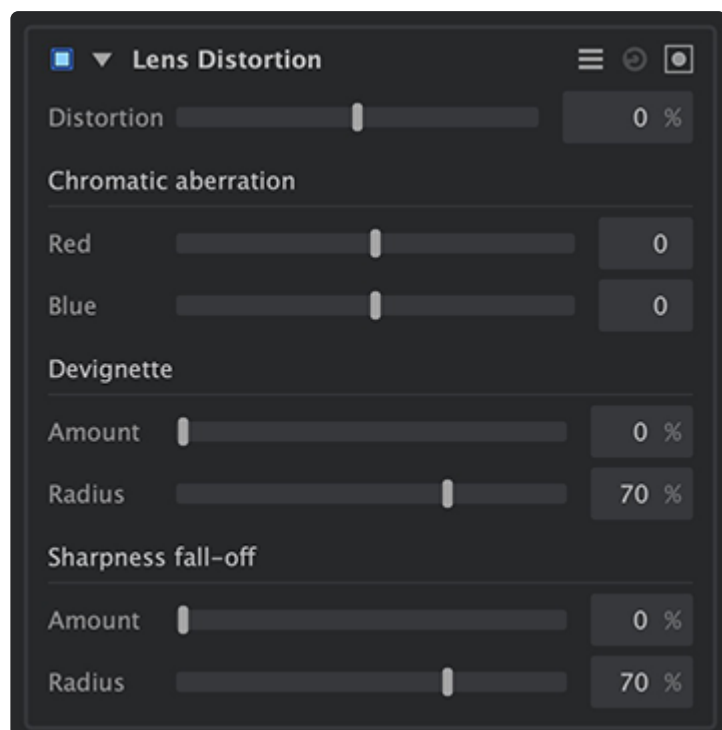 Lens Distortion
Distortion 0 %
Chromatic aberration
Red 0
Blue 0
Devignette
Amount 0 %
Radius 70 %
Sharpness fall-off
Amount 0 %
Radius 70 %